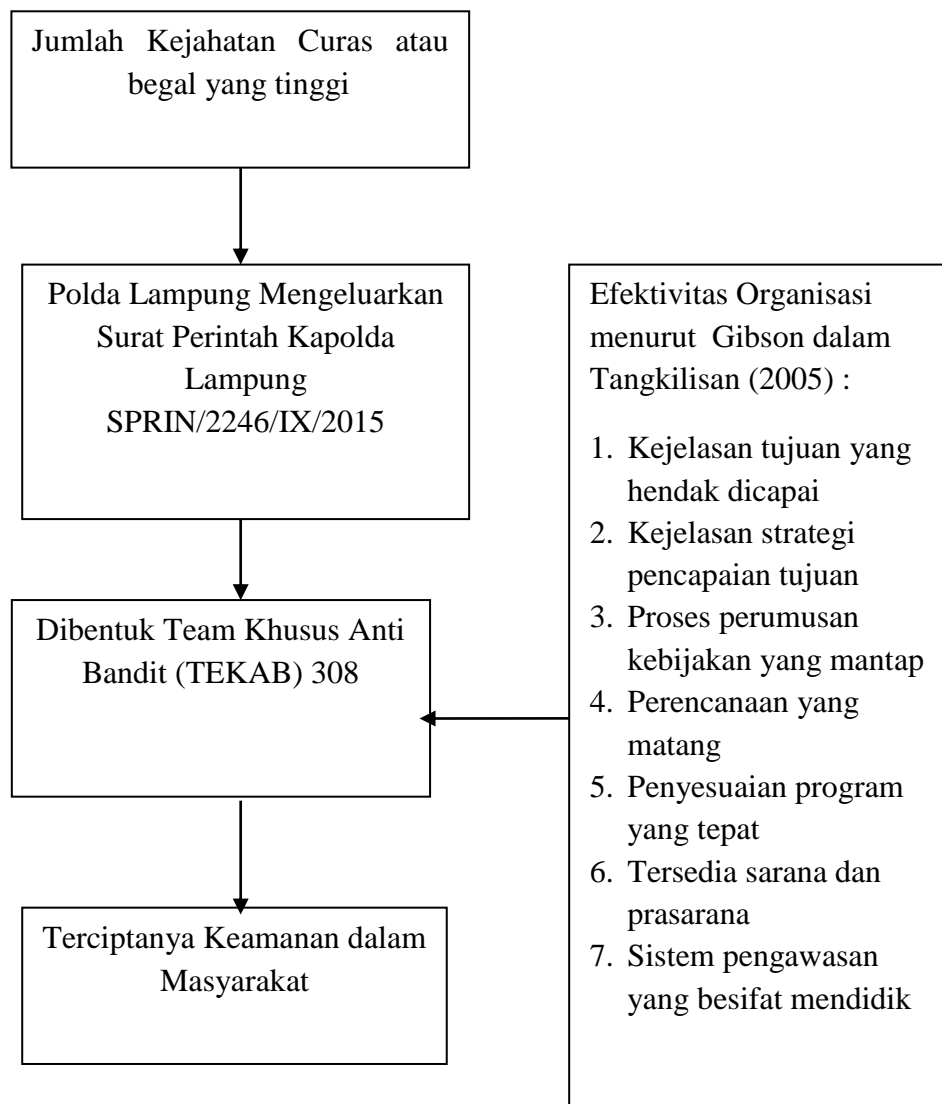 Jumlah Kejahatan Curas atau
begal yang tinggi
Polda Lampung Mengeluarkan
Surat Perintah Kapolda
Lampung
SPRIN/2246/IX/2015
Dibentuk Team Khusus Anti
Bandit (TEKAB) 308
Terciptanya Keamanan dalam
Masyarakat
Efektivitas Organisasi
menurut Gibson dalam
Tangkilisan (2005) :
1. Kejelasan tujuan yang
hendak dicapai
2. Kejelasan strategi
pencapaian tujuan
3. Proses perumusan
kebijakan yang mantap
4. Perencanaan yang
matang
5. Penyesuaian program
yang tepat
6. Tersedia sarana dan
prasarana
7. Sistem pengawasan
yang besifat mendidik